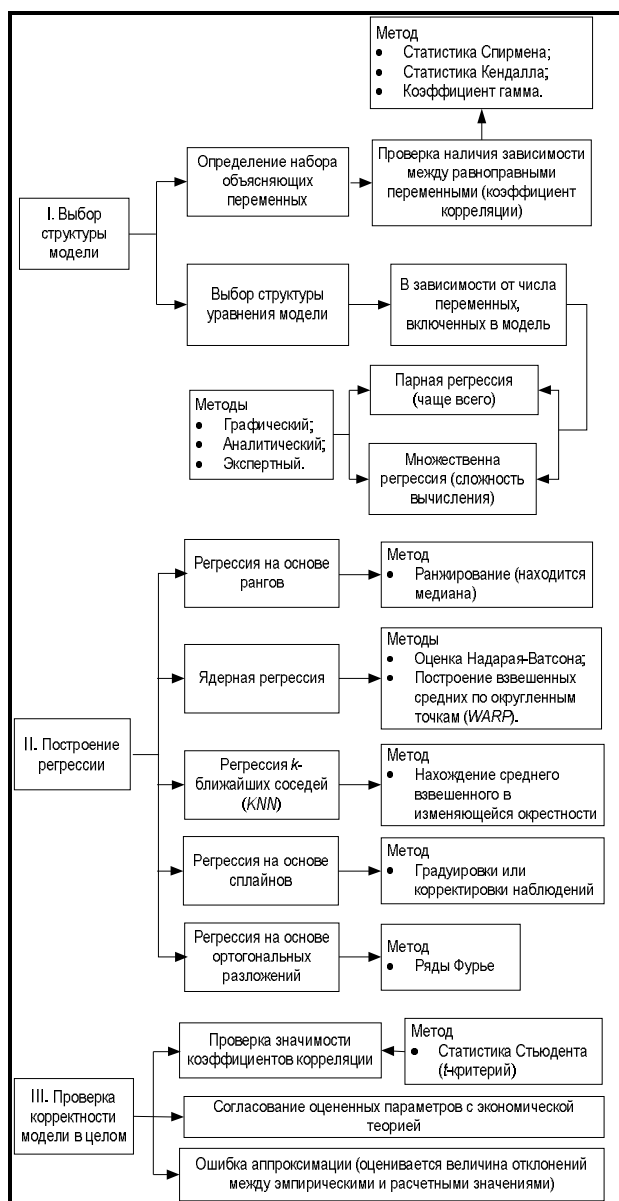 Метод
• Статистика Спирмена;
• Статистика Кендалла;
• Коэффициент гамма.
Определение набора
объясняющих
переменных
Проверка наличия зависимости
между равноправными
переменными (коэффициент
корреляции)
I. Выбор
структуры
модели
Выбор структуры
уравнения модели
В зависимости от числа
переменных,
включенных в модель
Парная регрессия
(чаще всего)
Методы
• Графический;
• Аналитический;
• Экспертный.
Множественна
регрессия (сложность
вычисления)
Регрессия на основе
рангов
Метод
• Ранжирование (находится
медиана)
Ядерная регрессия
Методы
• Оценка Надарая-Ватсона;
• Построение взвешенных
средних по округленным
точкам (WARP).
II. Построение
регрессии
Регрессия k-
ближайших соседей
(KNN)
Метод
• Нахождение среднего
взвешенного в
изменяющейся окрестности
Регрессия на основе
сплайнов
Метод
• Градуировки или
корректировки наблюдений
Регрессия на основе
ортогональных
разложений
Метод
• Ряды Фурье
Проверка значимости
коэффициентов корреляции
Метод
• Статистика Стьюдента
(t-критерий)
III. Проверка
корректности
модели в целом
Согласование оцененных параметров с экономической
теорией
Ошибка аппроксимации (оценивается величина отклонений
между эмпирическими и расчетными значениями)